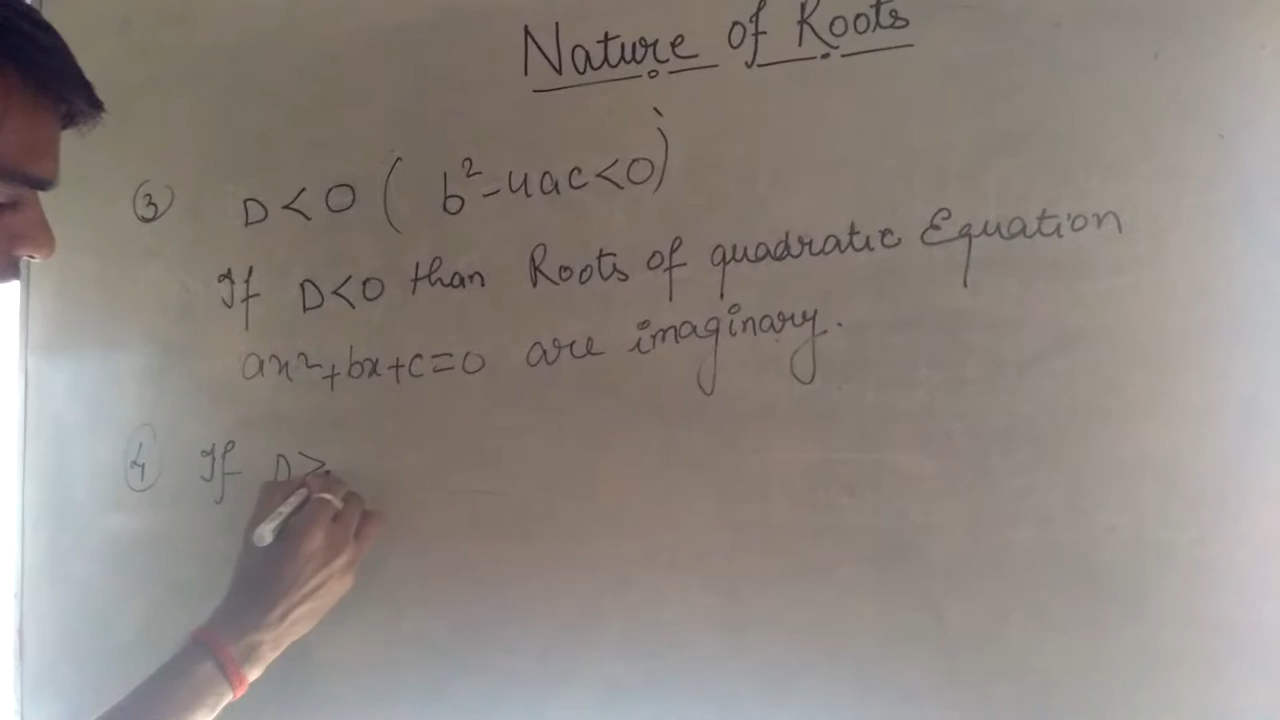 Nature of Roots
③ D<0 ( b²-4ac<0)
If D<0 than Roots of quadratic Equation
ax²+bx+c=0 are imaginary.
④ If D>